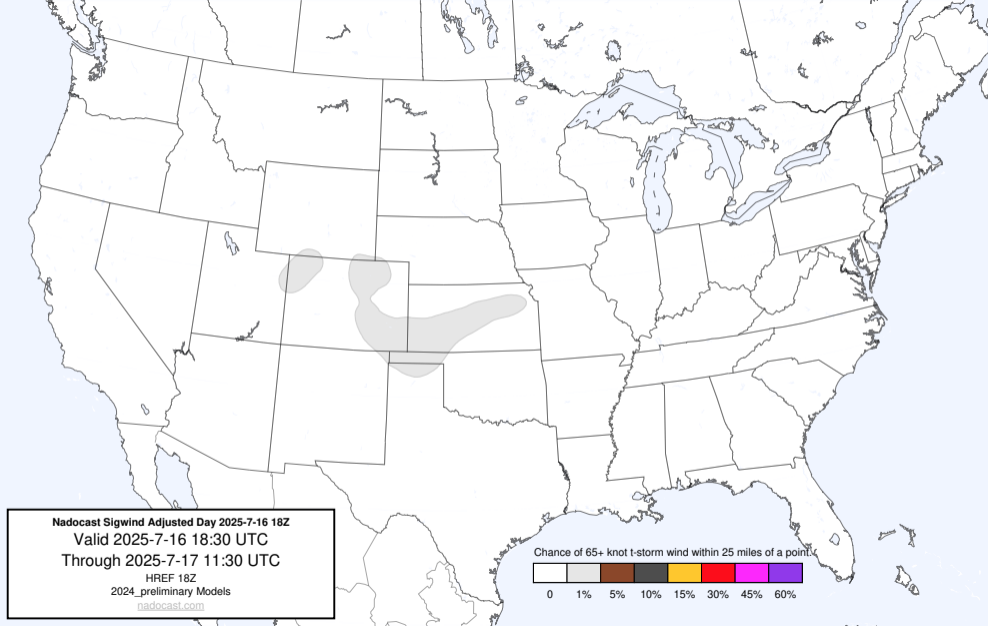 Nadocast Sigwind Adjusted Day 2025-7-16 18Z
Valid 2025-7-16 18:30 UTC
Through 2025-7-17 11:30 UTC
HREF 18Z
2024_preliminary Models
nadocast.com
Chance of 65+ knot t-storm wind within 25 miles of a point.
0 1% 5% 10% 15% 30% 45% 60%